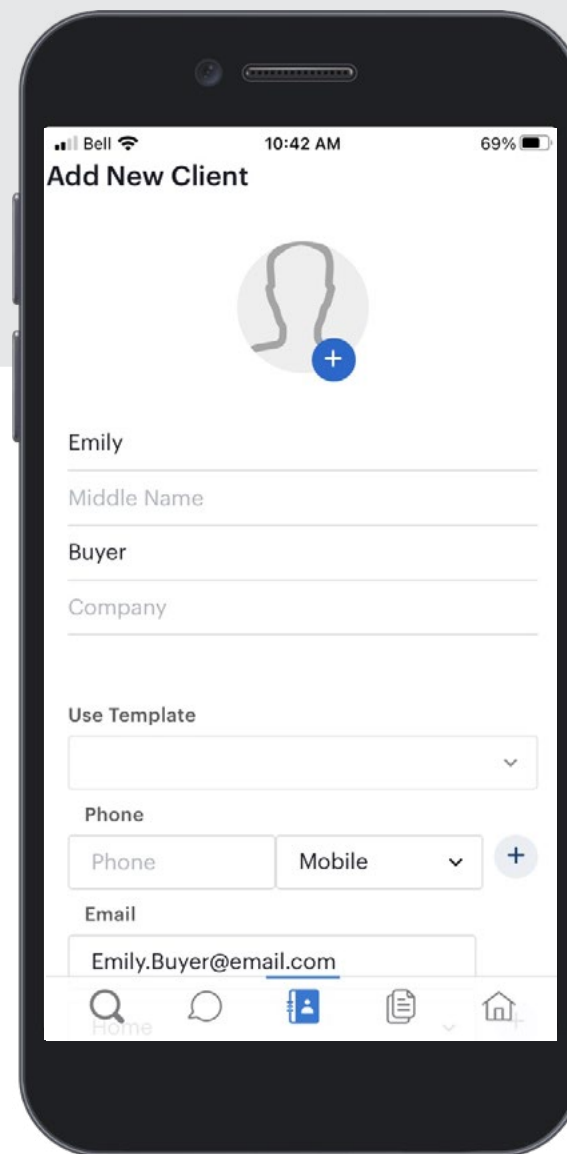 Bell 10:42 AM 69%
Add New Client
Emily
Middle Name
Buyer
Company
Use Template
Phone
Phone Mobile
Email
Emily.Buyer@email.com
Home